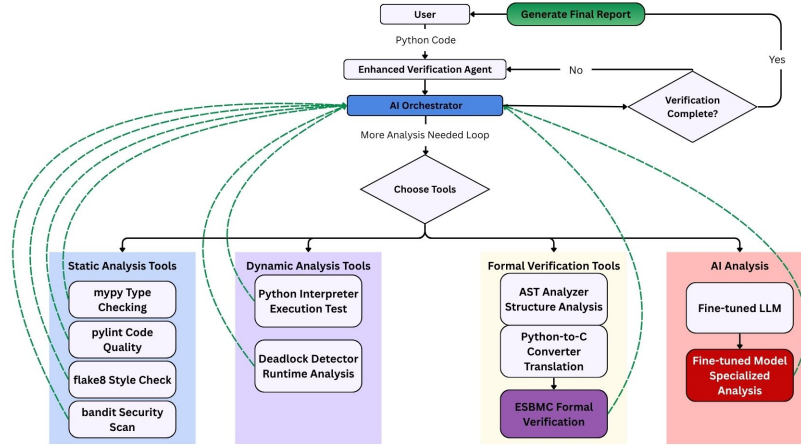 User
Generate Final Report
Python Code
Yes
Enhanced Verification Agent
No
AI Orchestrator
Verification
Complete?
More Analysis Needed Loop
Choose Tools
Static Analysis Tools
mypy Type
Checking
pylint Code
Quality
flake8 Style Check
bandit Security
Scan
Dynamic Analysis Tools
Python Interpreter
Execution Test
Deadlock Detector
Runtime Analysis
Formal Verification Tools
AST Analyzer
Structure Analysis
Python-to-C
Converter
Translation
ESBMC Formal
Verification
AI Analysis
Fine-tuned LLM
Fine-tuned Model
Specialized
Analysis